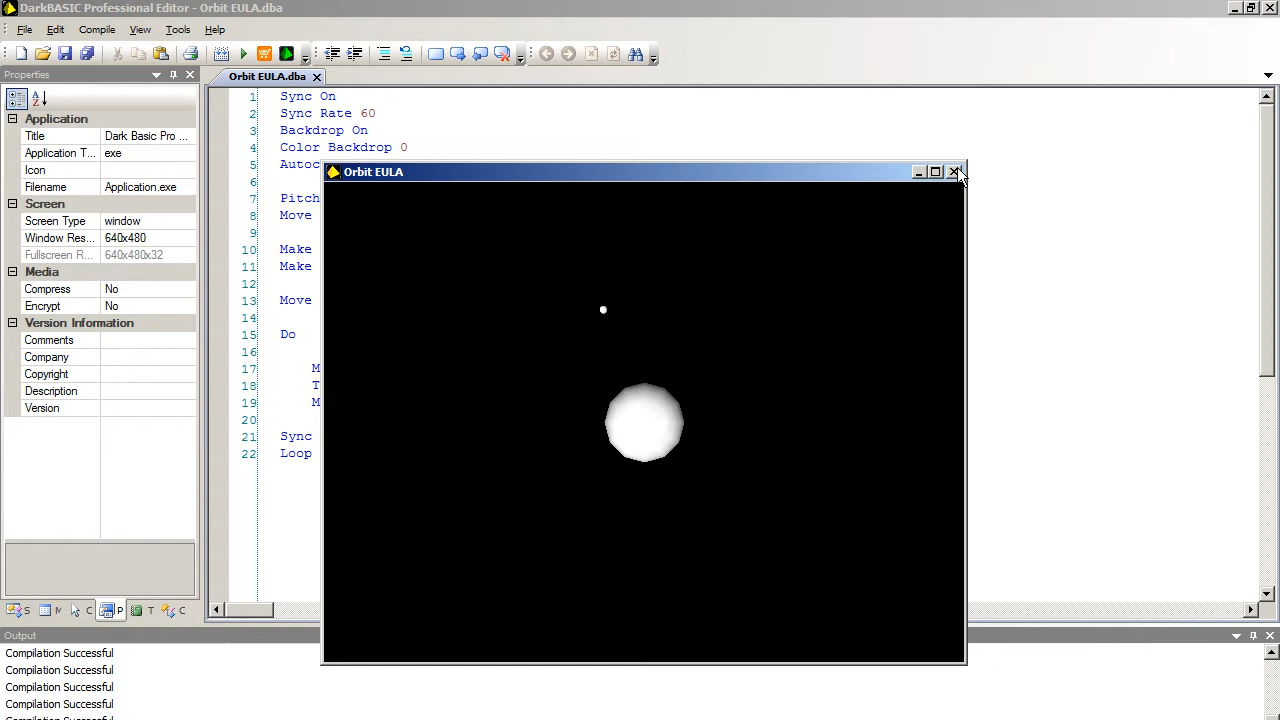 DarkBASIC Professional Editor - Orbit EULA.dba
File Edit Compile View Tools Help
Properties
Orbit EULA.dba
Application
Title Dark Basic Pro ...
Application T... exe
Icon
Filename Application.exe
Screen
Screen Type window
Window Res... 640x480
Fullscreen R... 640x480x32
Media
Compress No
Encrypt No
Version Information
Comments
Company
Copyright
Description
Version
S M C P T C
1 Sync On
2 Sync Rate 60
3 Backdrop On
4 Color Backdrop 0
5 Autoc
6
7 Pitch
8 Move
9
10 Make
11 Make
12
13 Move
14
15 Do
16
17 M
18 T
19 M
20
21 Sync
22 Loop
Orbit EULA
Output
Compilation Successful
Compilation Successful
Compilation Successful
Compilation Successful